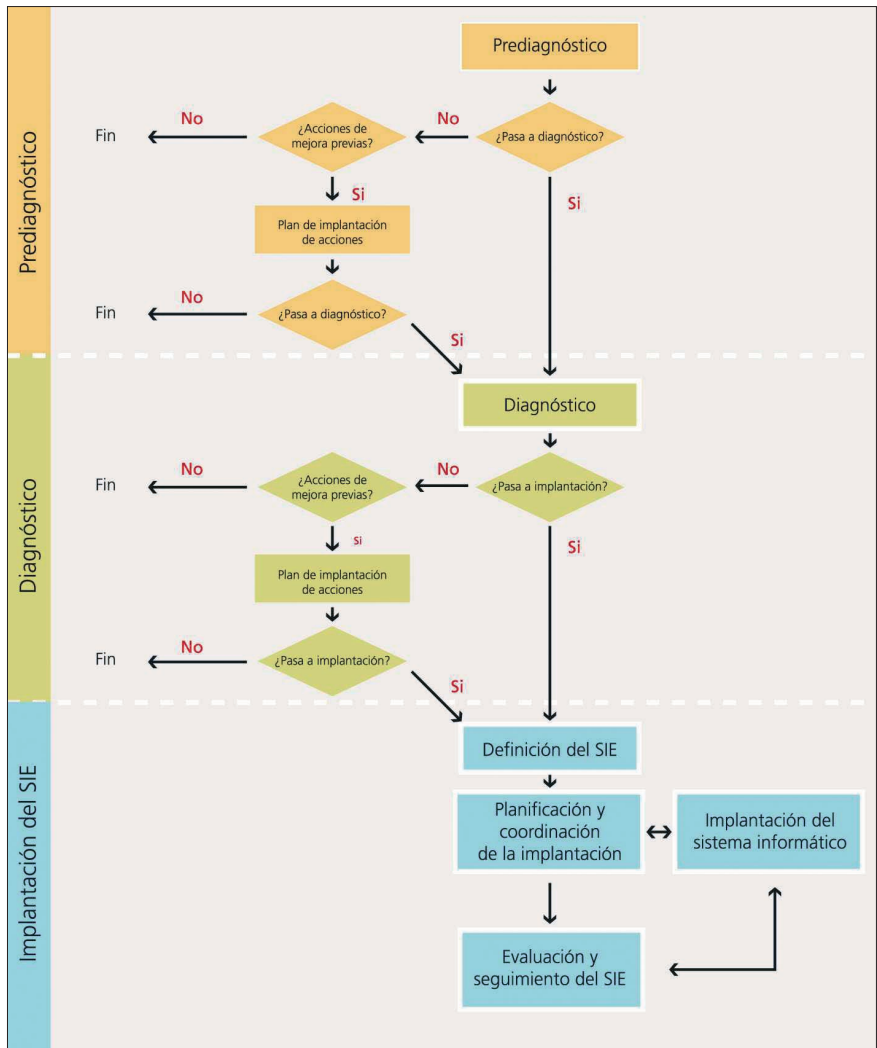 Prediagnóstico
Prediagnóstico
¿Pasa a diagnóstico?
No
¿Acciones de
mejora previas?
No
Fin
Si
Si
Plan de implantación
de acciones
¿Pasa a diagnóstico?
No
Fin
Si
Diagnóstico
Diagnóstico
¿Pasa a implantación?
No
¿Acciones de
mejora previas?
No
Fin
Si
Si
Plan de implantación
de acciones
¿Pasa a implantación?
No
Fin
Si
Implantación del SIE
Definición del SIE
Planificación y
coordinación
de la implantación
Implantación del
sistema informático
Evaluación y
seguimiento del SIE